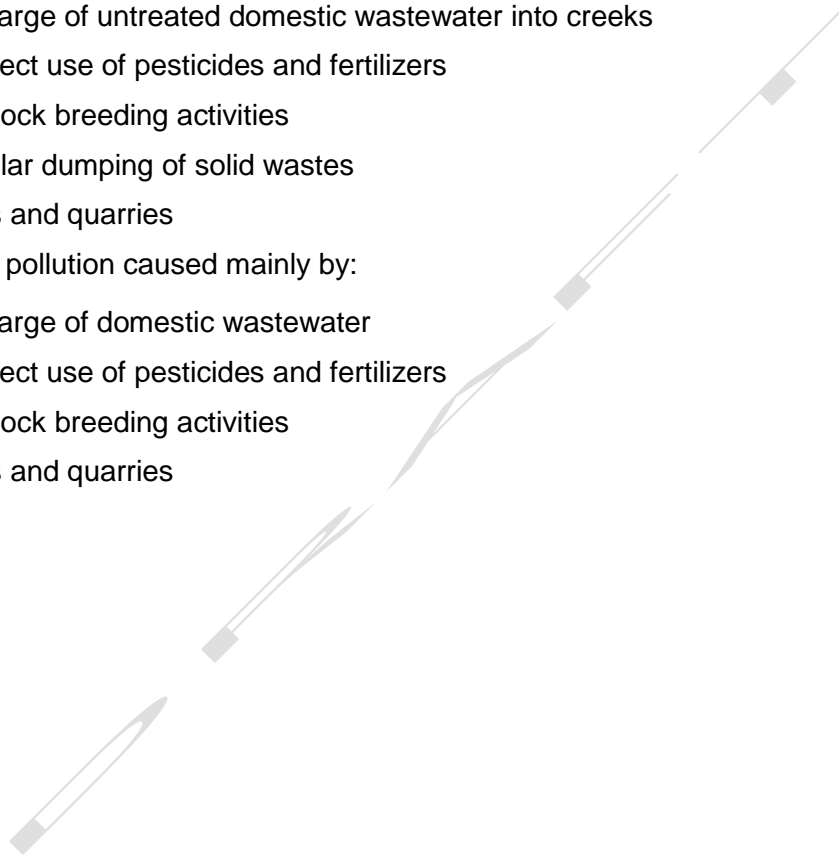 arge of untreated domestic wastewater into creeks
ect use of pesticides and fertilizers
ock breeding activities
lar dumping of solid wastes
s and quarries
pollution caused mainly by:
arge of domestic wastewater
ect use of pesticides and fertilizers
ock breeding activities
s and quarries